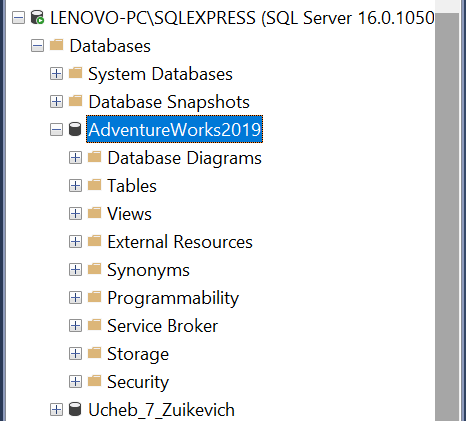 LENOVO-PC\SQLEXPRESS (SQL Server 16.0.1050
Databases
System Databases
Database Snapshots
AdventureWorks2019
Database Diagrams
Tables
Views
External Resources
Synonyms
Programmability
Service Broker
Storage
Security
Ucheb_7_Zuikevich